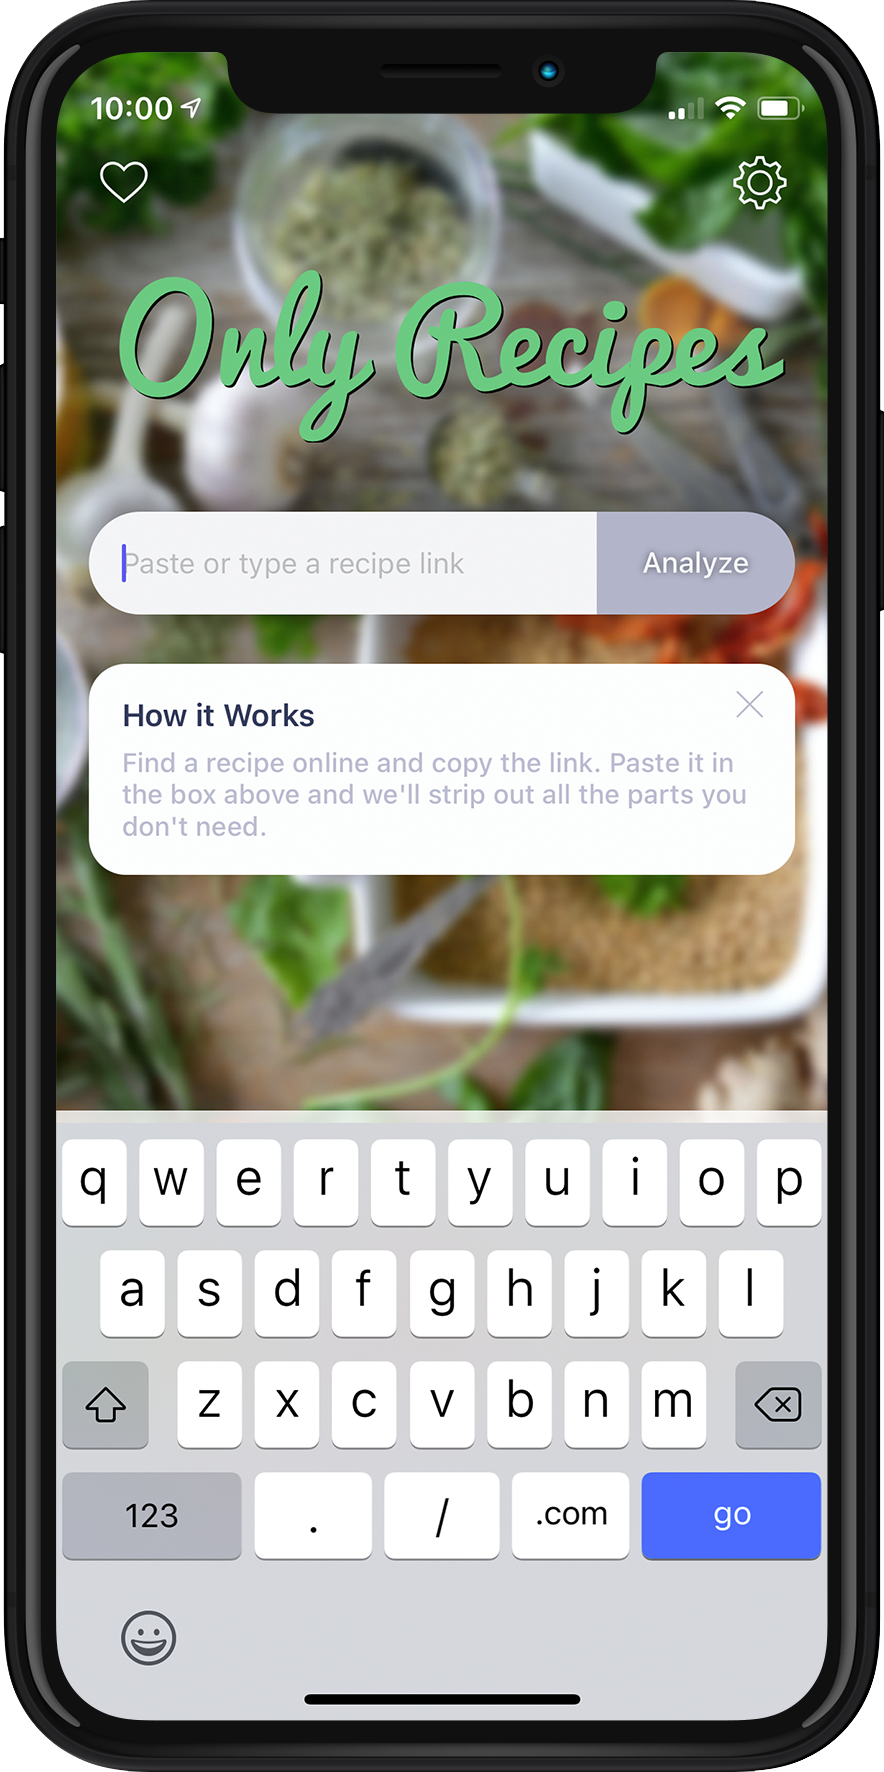 10:00
Only Recipes
Paste or type a recipe link
Analyze
How it Works
Find a recipe online and copy the link. Paste it in
the box above and we'll strip out all the parts you
don't need.
q w e r t y u i o p
a s d f g h j k l
z x c v b n m
123 . / .com go